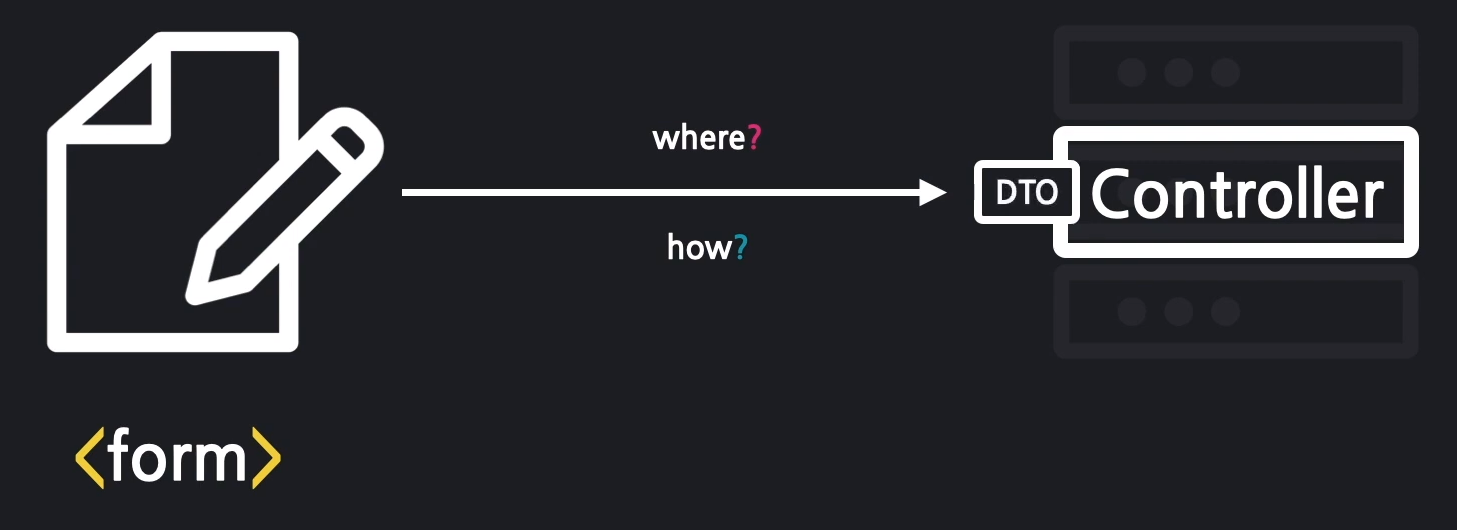 where?
how?
DTO
Controller
<form>